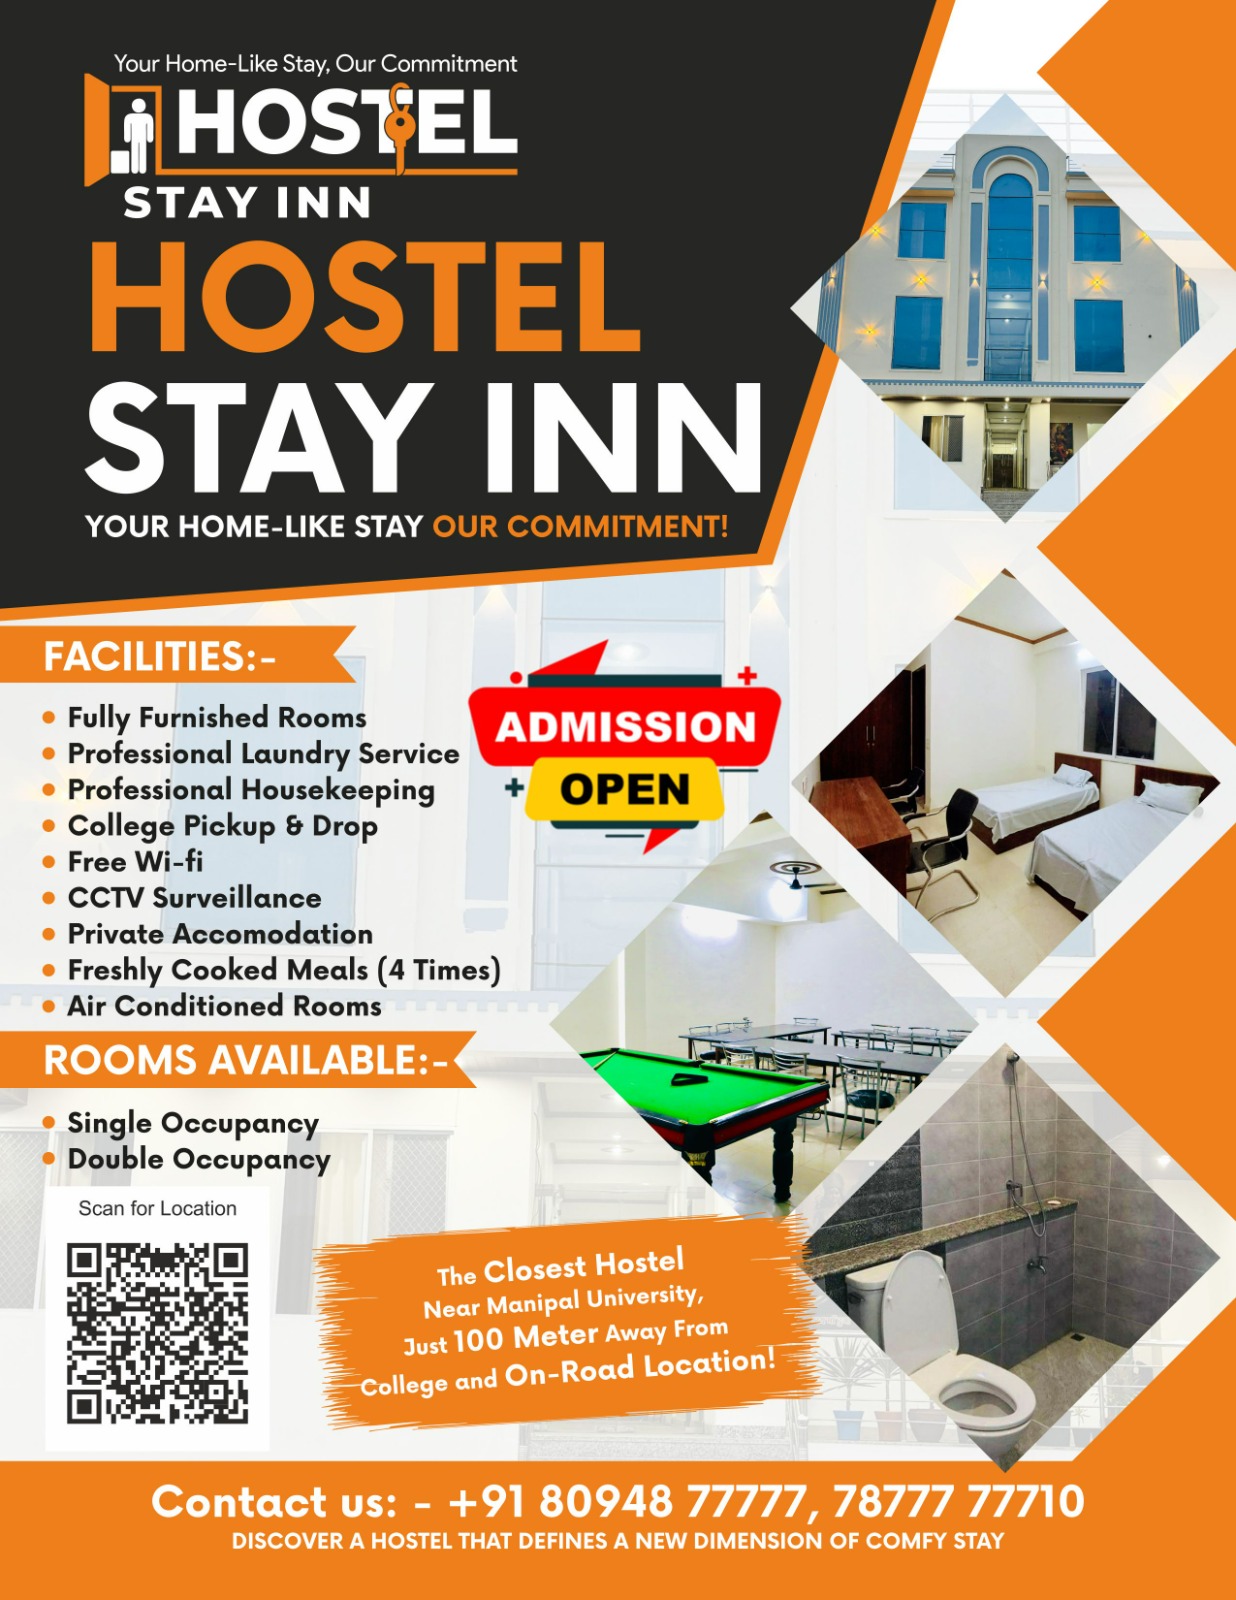 Your Home-Like Stay, Our Commitment
HOSTEL
STAY INN
HOSTEL
STAY INN
YOUR HOME-LIKE STAY OUR COMMITMENT!
FACILITIES:-
Fully Furnished Rooms
Professional Laundry Service
Professional Housekeeping
College Pickup & Drop
Free Wi-fi
CCTV Surveillance
Private Accomodation
Freshly Cooked Meals (4 Times)
Air Conditioned Rooms
ADMISSION
OPEN
ROOMS AVAILABLE:-
Single Occupancy
Double Occupancy
Scan for Location
The Closest Hostel
Near Manipal University,
Just 100 Meter Away From
College and On-Road Location!
Contact us: - +91 80948 77777, 78777 77710
DISCOVER A HOSTEL THAT DEFINES A NEW DIMENSION OF COMFY STAY